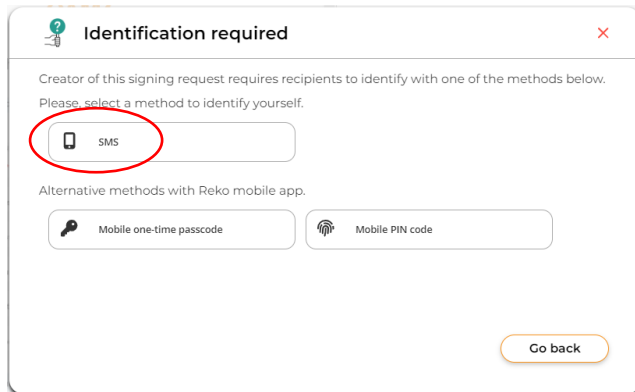 Identification required
Creator of this signing request requires recipients to identify with one of the methods below.
Please, select a method to identify yourself.
SMS
Alternative methods with Reko mobile app.
Mobile one-time passcode
Mobile PIN code
Go back